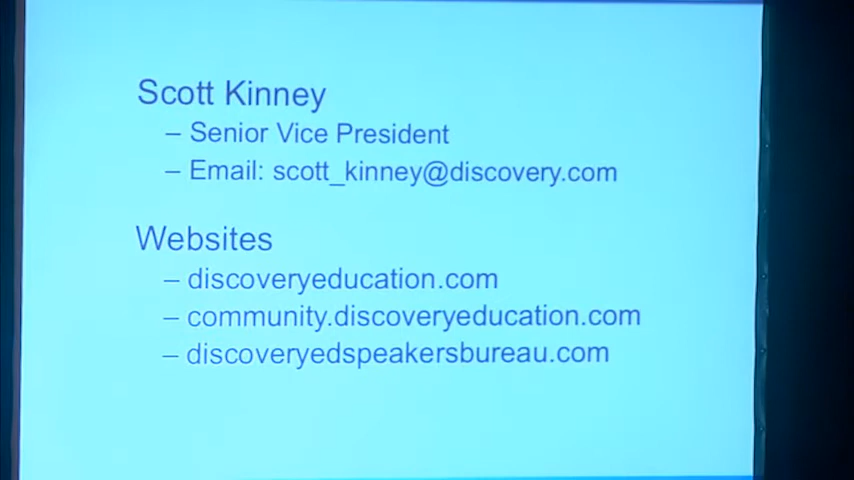 Scott Kinney
– Senior Vice President
– Email: scott_kinney@discovery.com
Websites
– discoveryeducation.com
– community.discoveryeducation.com
– discoveryedspeakersbureau.com